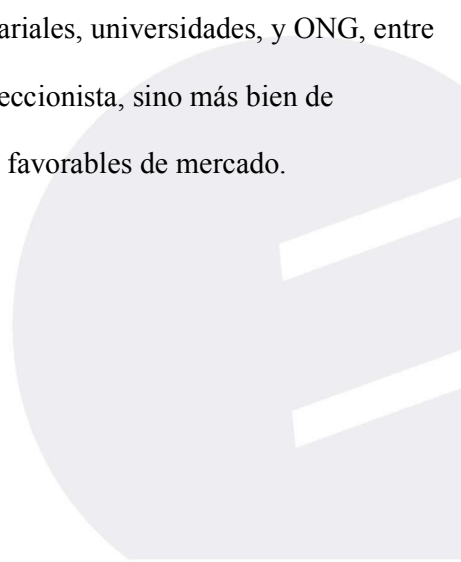 ariales, universidades, y ONG, entre
eccionista, sino más bien de
favorables de mercado.